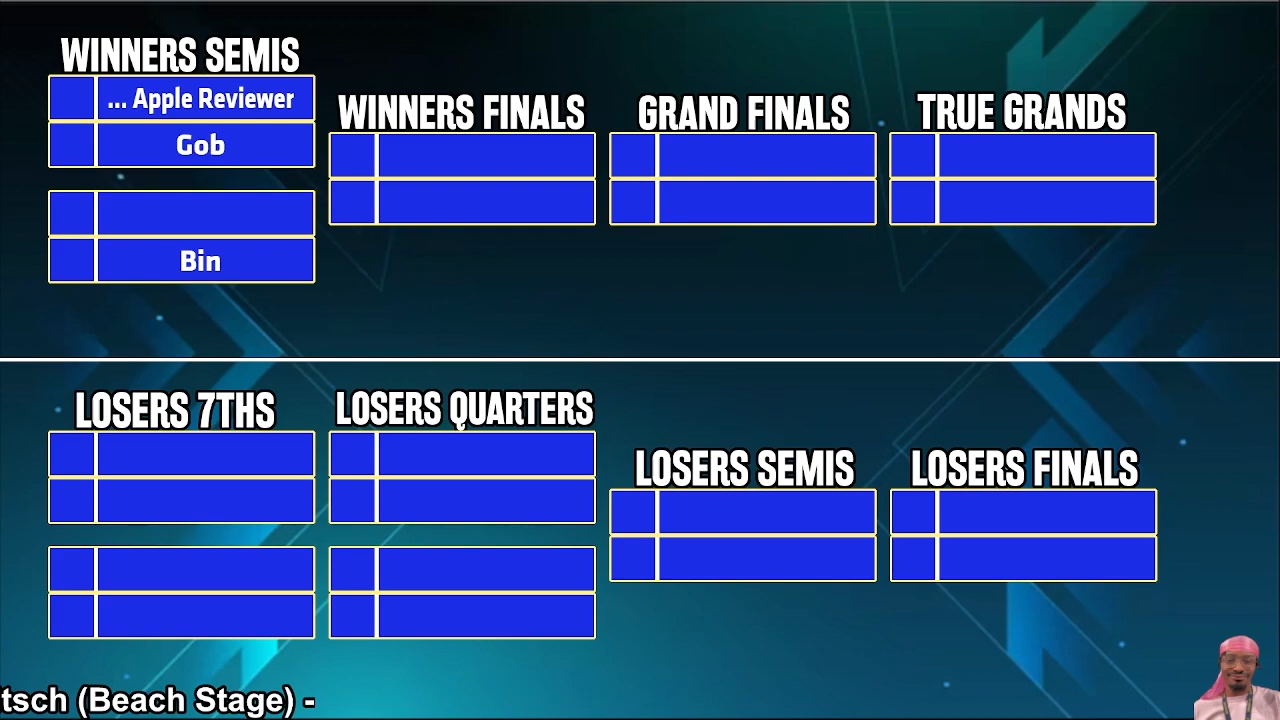 WINNERS SEMIS
... Apple Reviewer
Gob
Bin
WINNERS FINALS
GRAND FINALS
TRUE GRANDS
LOSERS 7THS
LOSERS QUARTERS
LOSERS SEMIS
LOSERS FINALS
tsch (Beach Stage) -